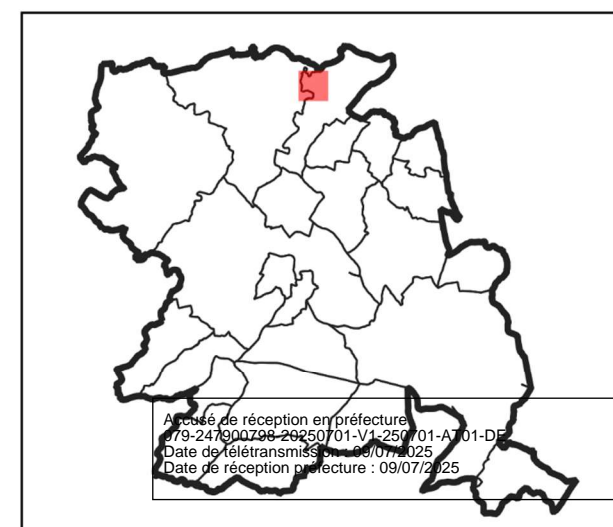 Accusé de réception en préfecture
079-247900798-20250701-V1-250701-AT01-DE
Date de télétransmission : 09/07/2025
Date de réception préfecture : 09/07/2025